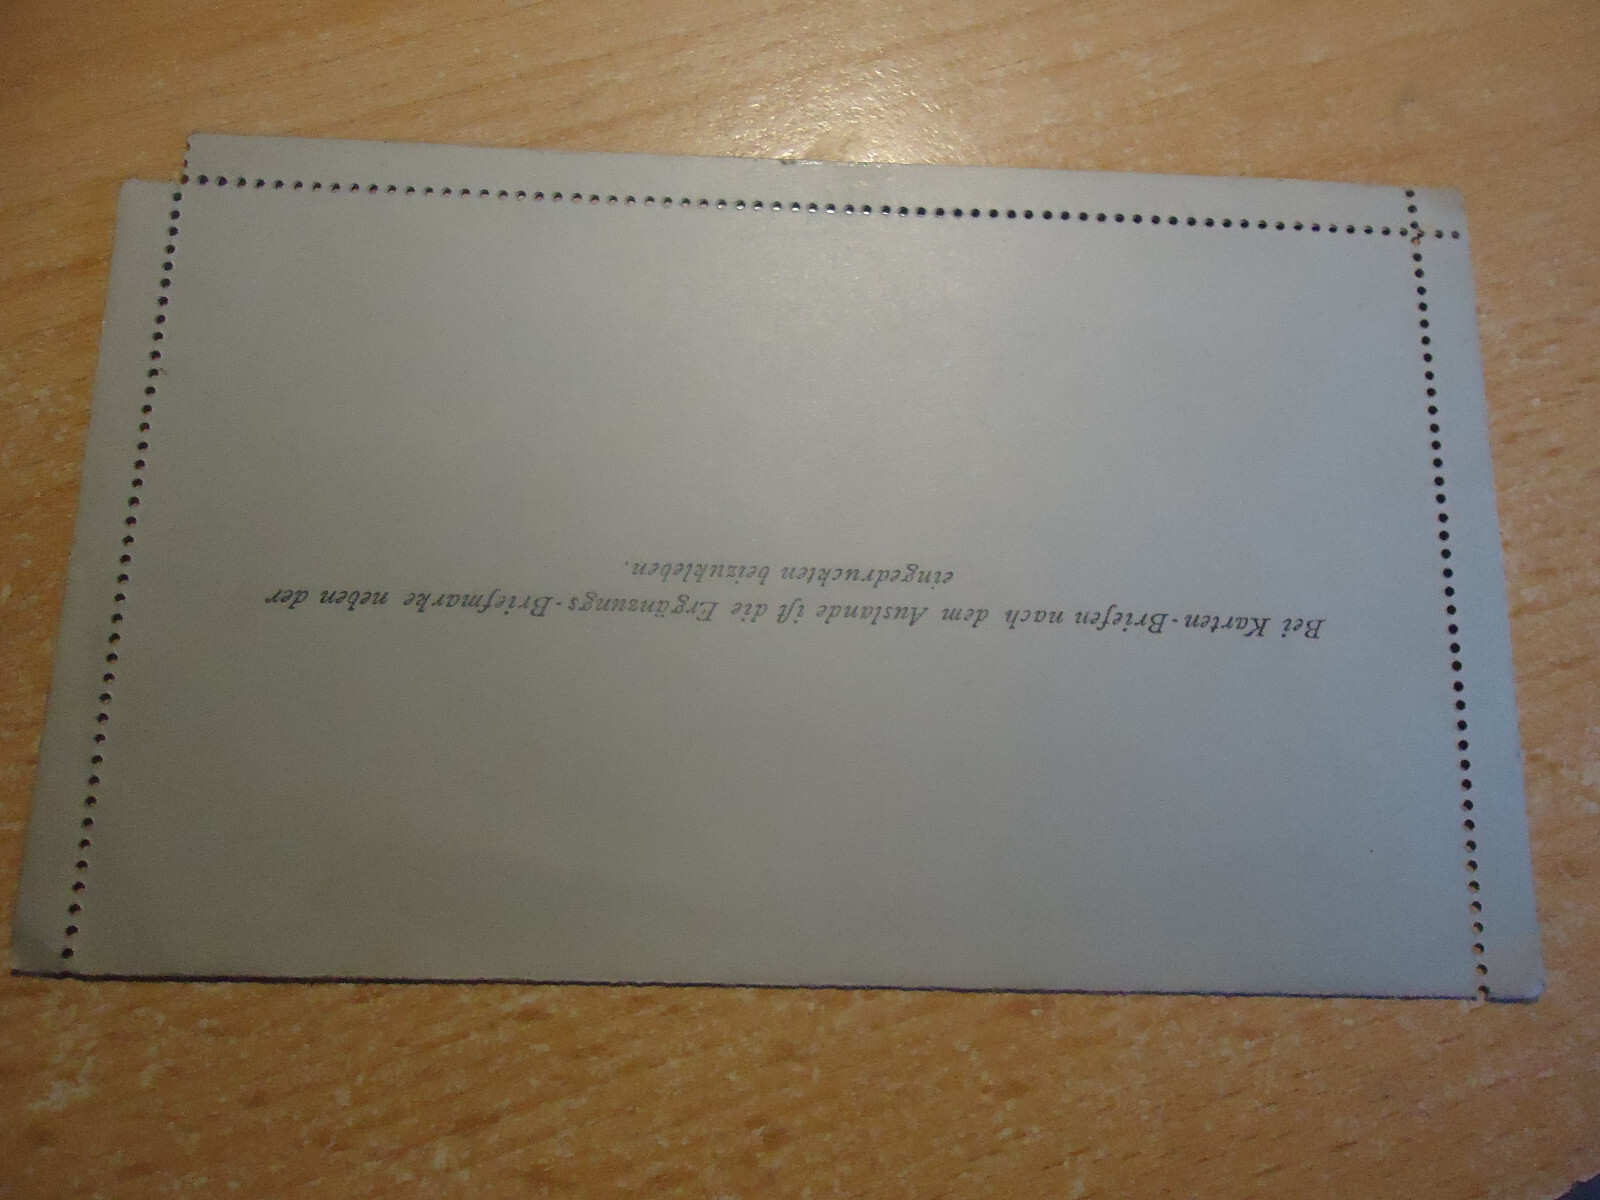 Bei Karten-Briefen nach dem Auslande iſt die Ergänzungs-Briefmarke neben der
eingedruckten beizukleben.